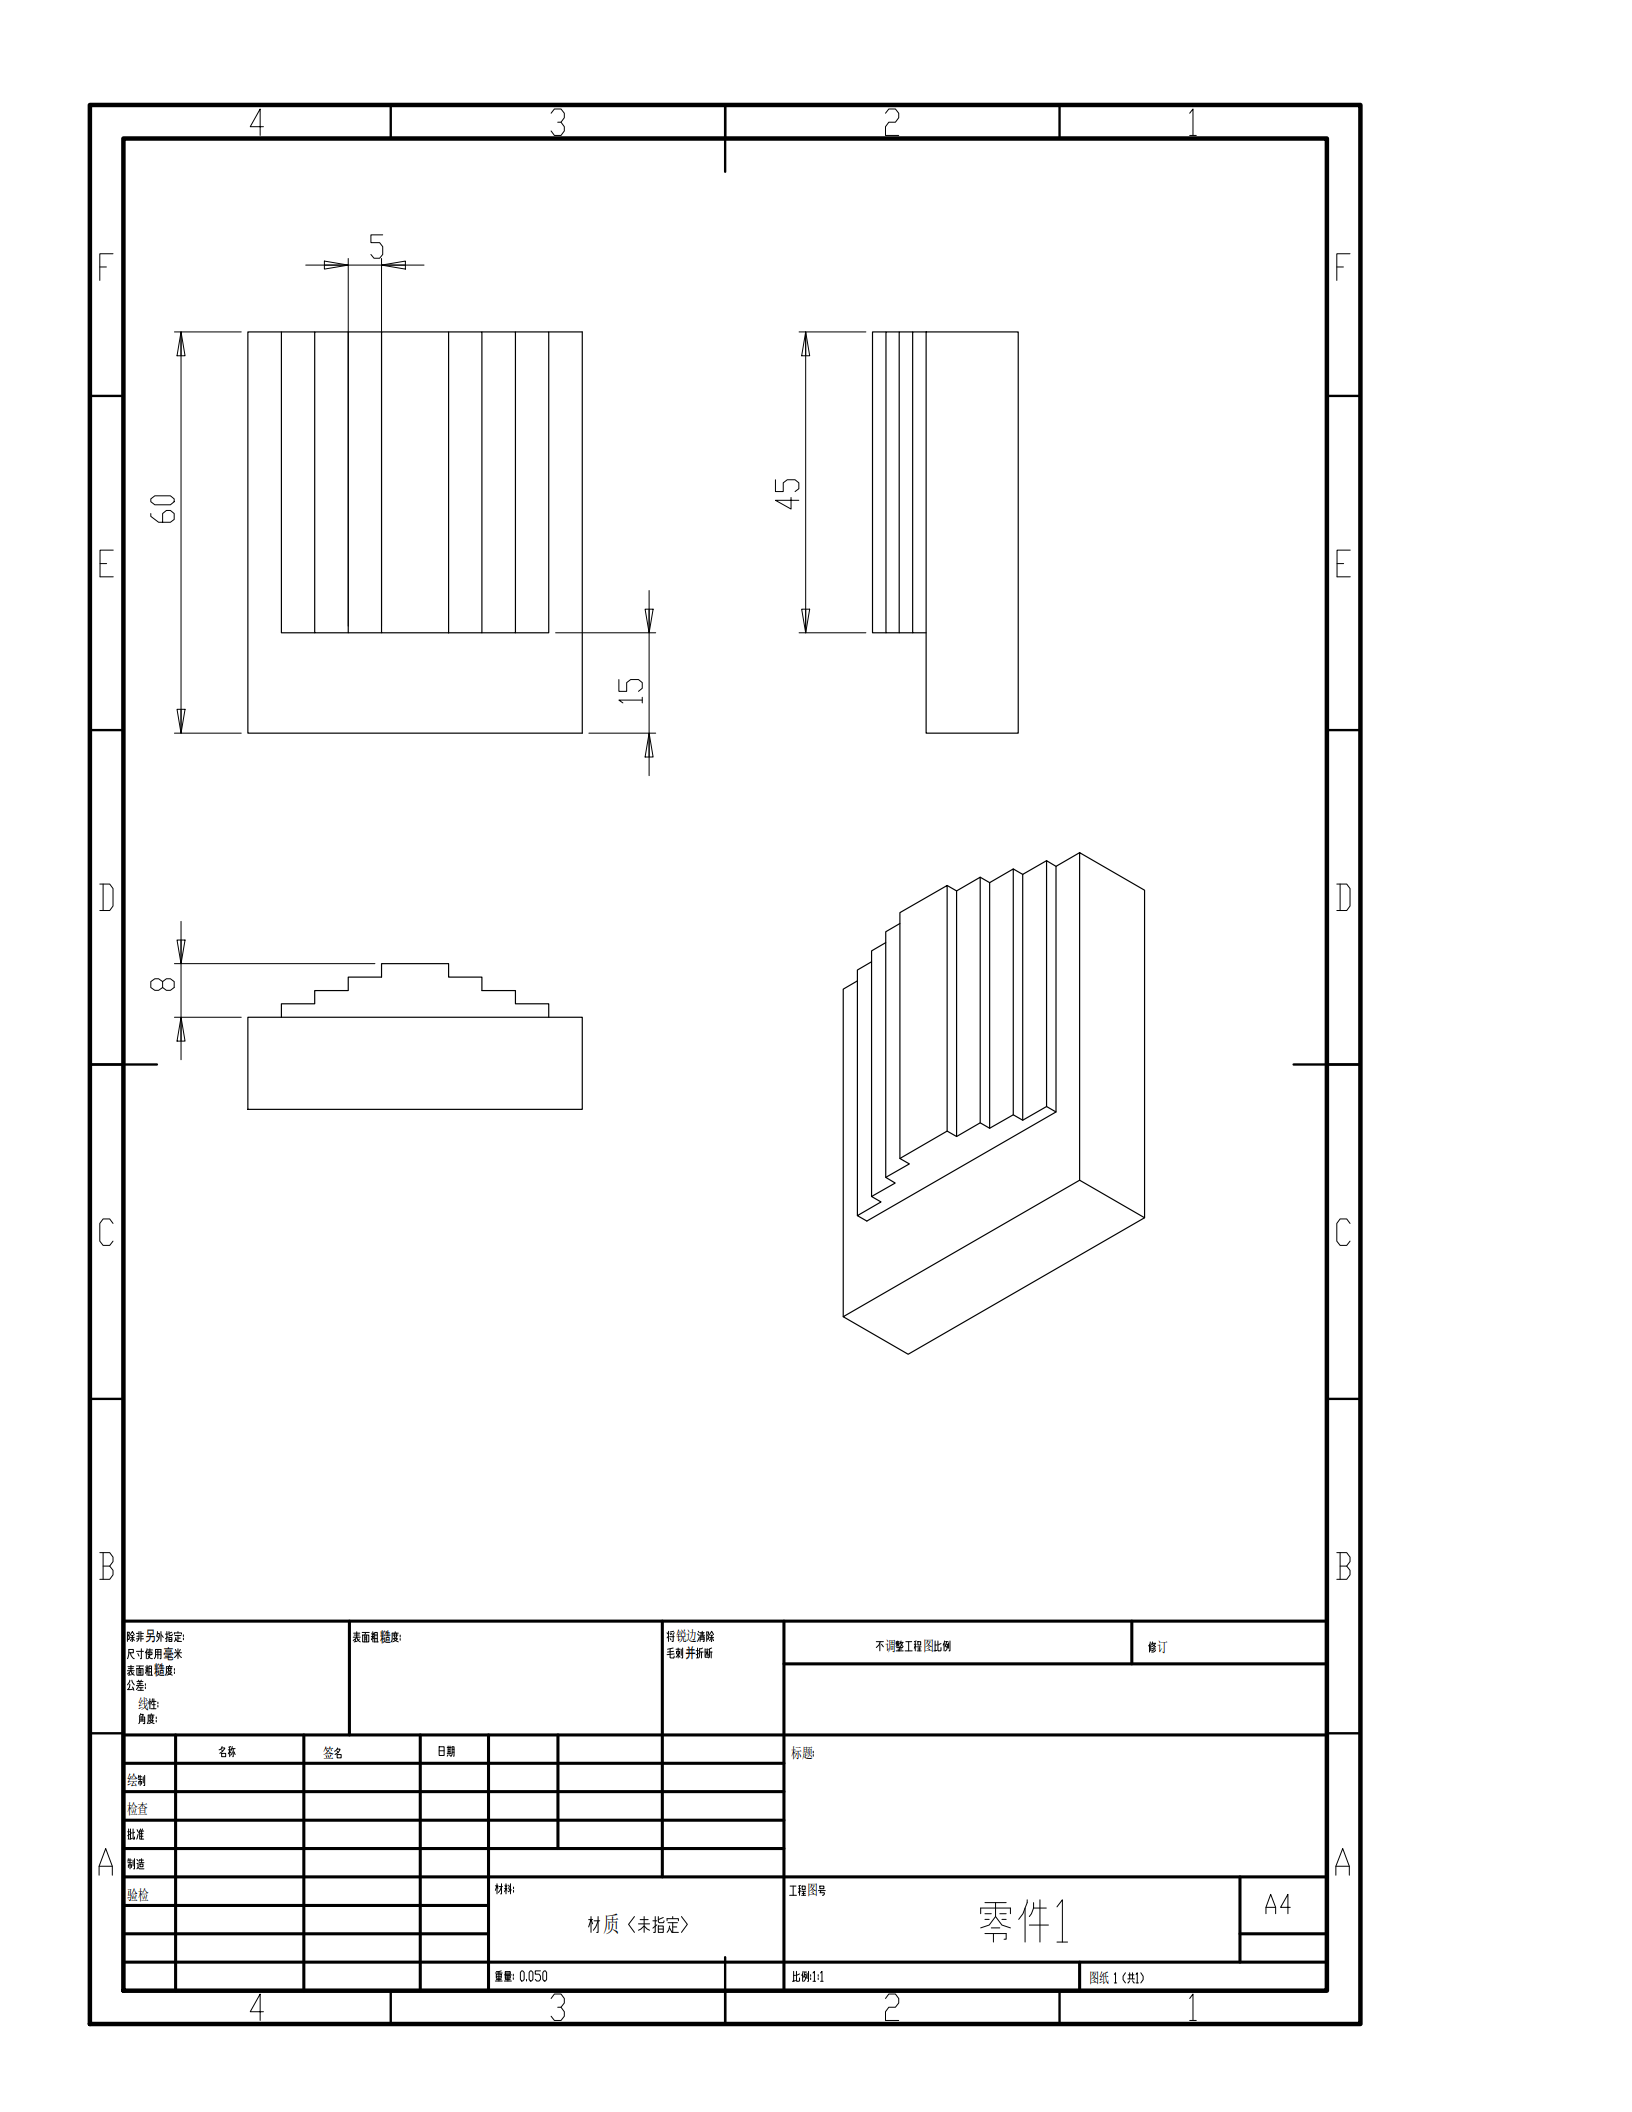 4 3 2 1
F F
5
60
45
E E
15
D D
8
C C
B B
除非另外指定:
尺寸使用毫米
表面粗糙度:
公差:
线性:
角度:
表面粗糙度:
将锐边清除
毛刺并折断
不调整工程图比例
修订
名称 签名 日期
标题:
绘制
检查
批准
制造
验检
A A
材料:
材质 <未指定>
工程图号
零件1
A4
重量: 0.050
比例:1:1
图纸 1 (共1)
4 3 2 1